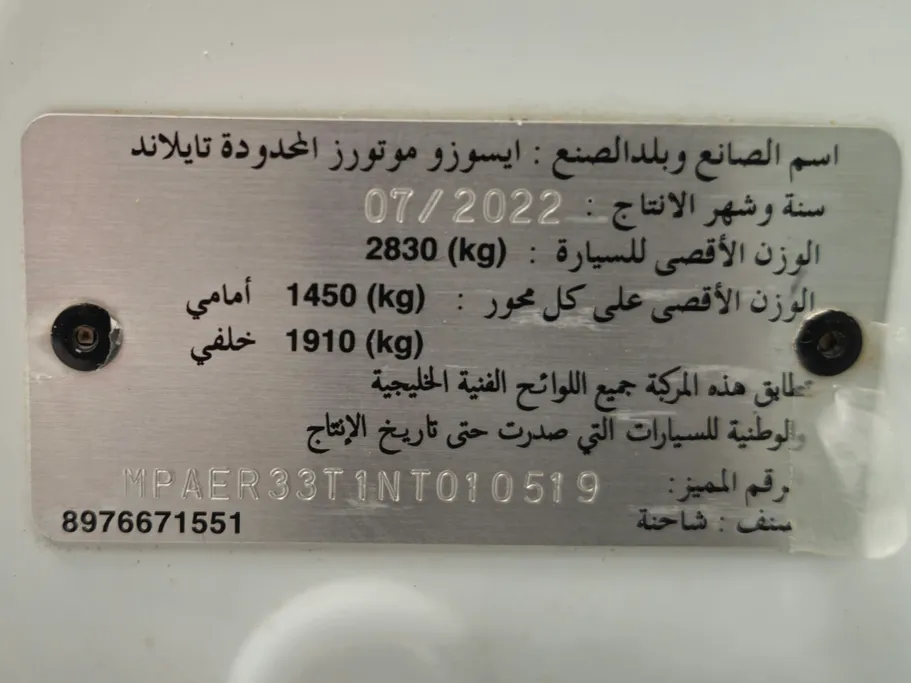 اسم الصانع وبلدالصنع : ايسوزو موتورز المحدودة تايلاند
سنة وشهر الانتاج : 07/2022
الوزن الأقصى للسيارة : 2830 (kg)
الوزن الأقصى على كل محور : 1450 (kg) أمامي
1910 (kg) خلفي
تطابق هذه المركبة جميع اللوائح الفنية الخليجية
والوطنية للسيارات التي صدرت حتى تاريخ الإنتاج
رقم المميز: MPAER33T1NT010519
صنف : شاحنة 8976671551